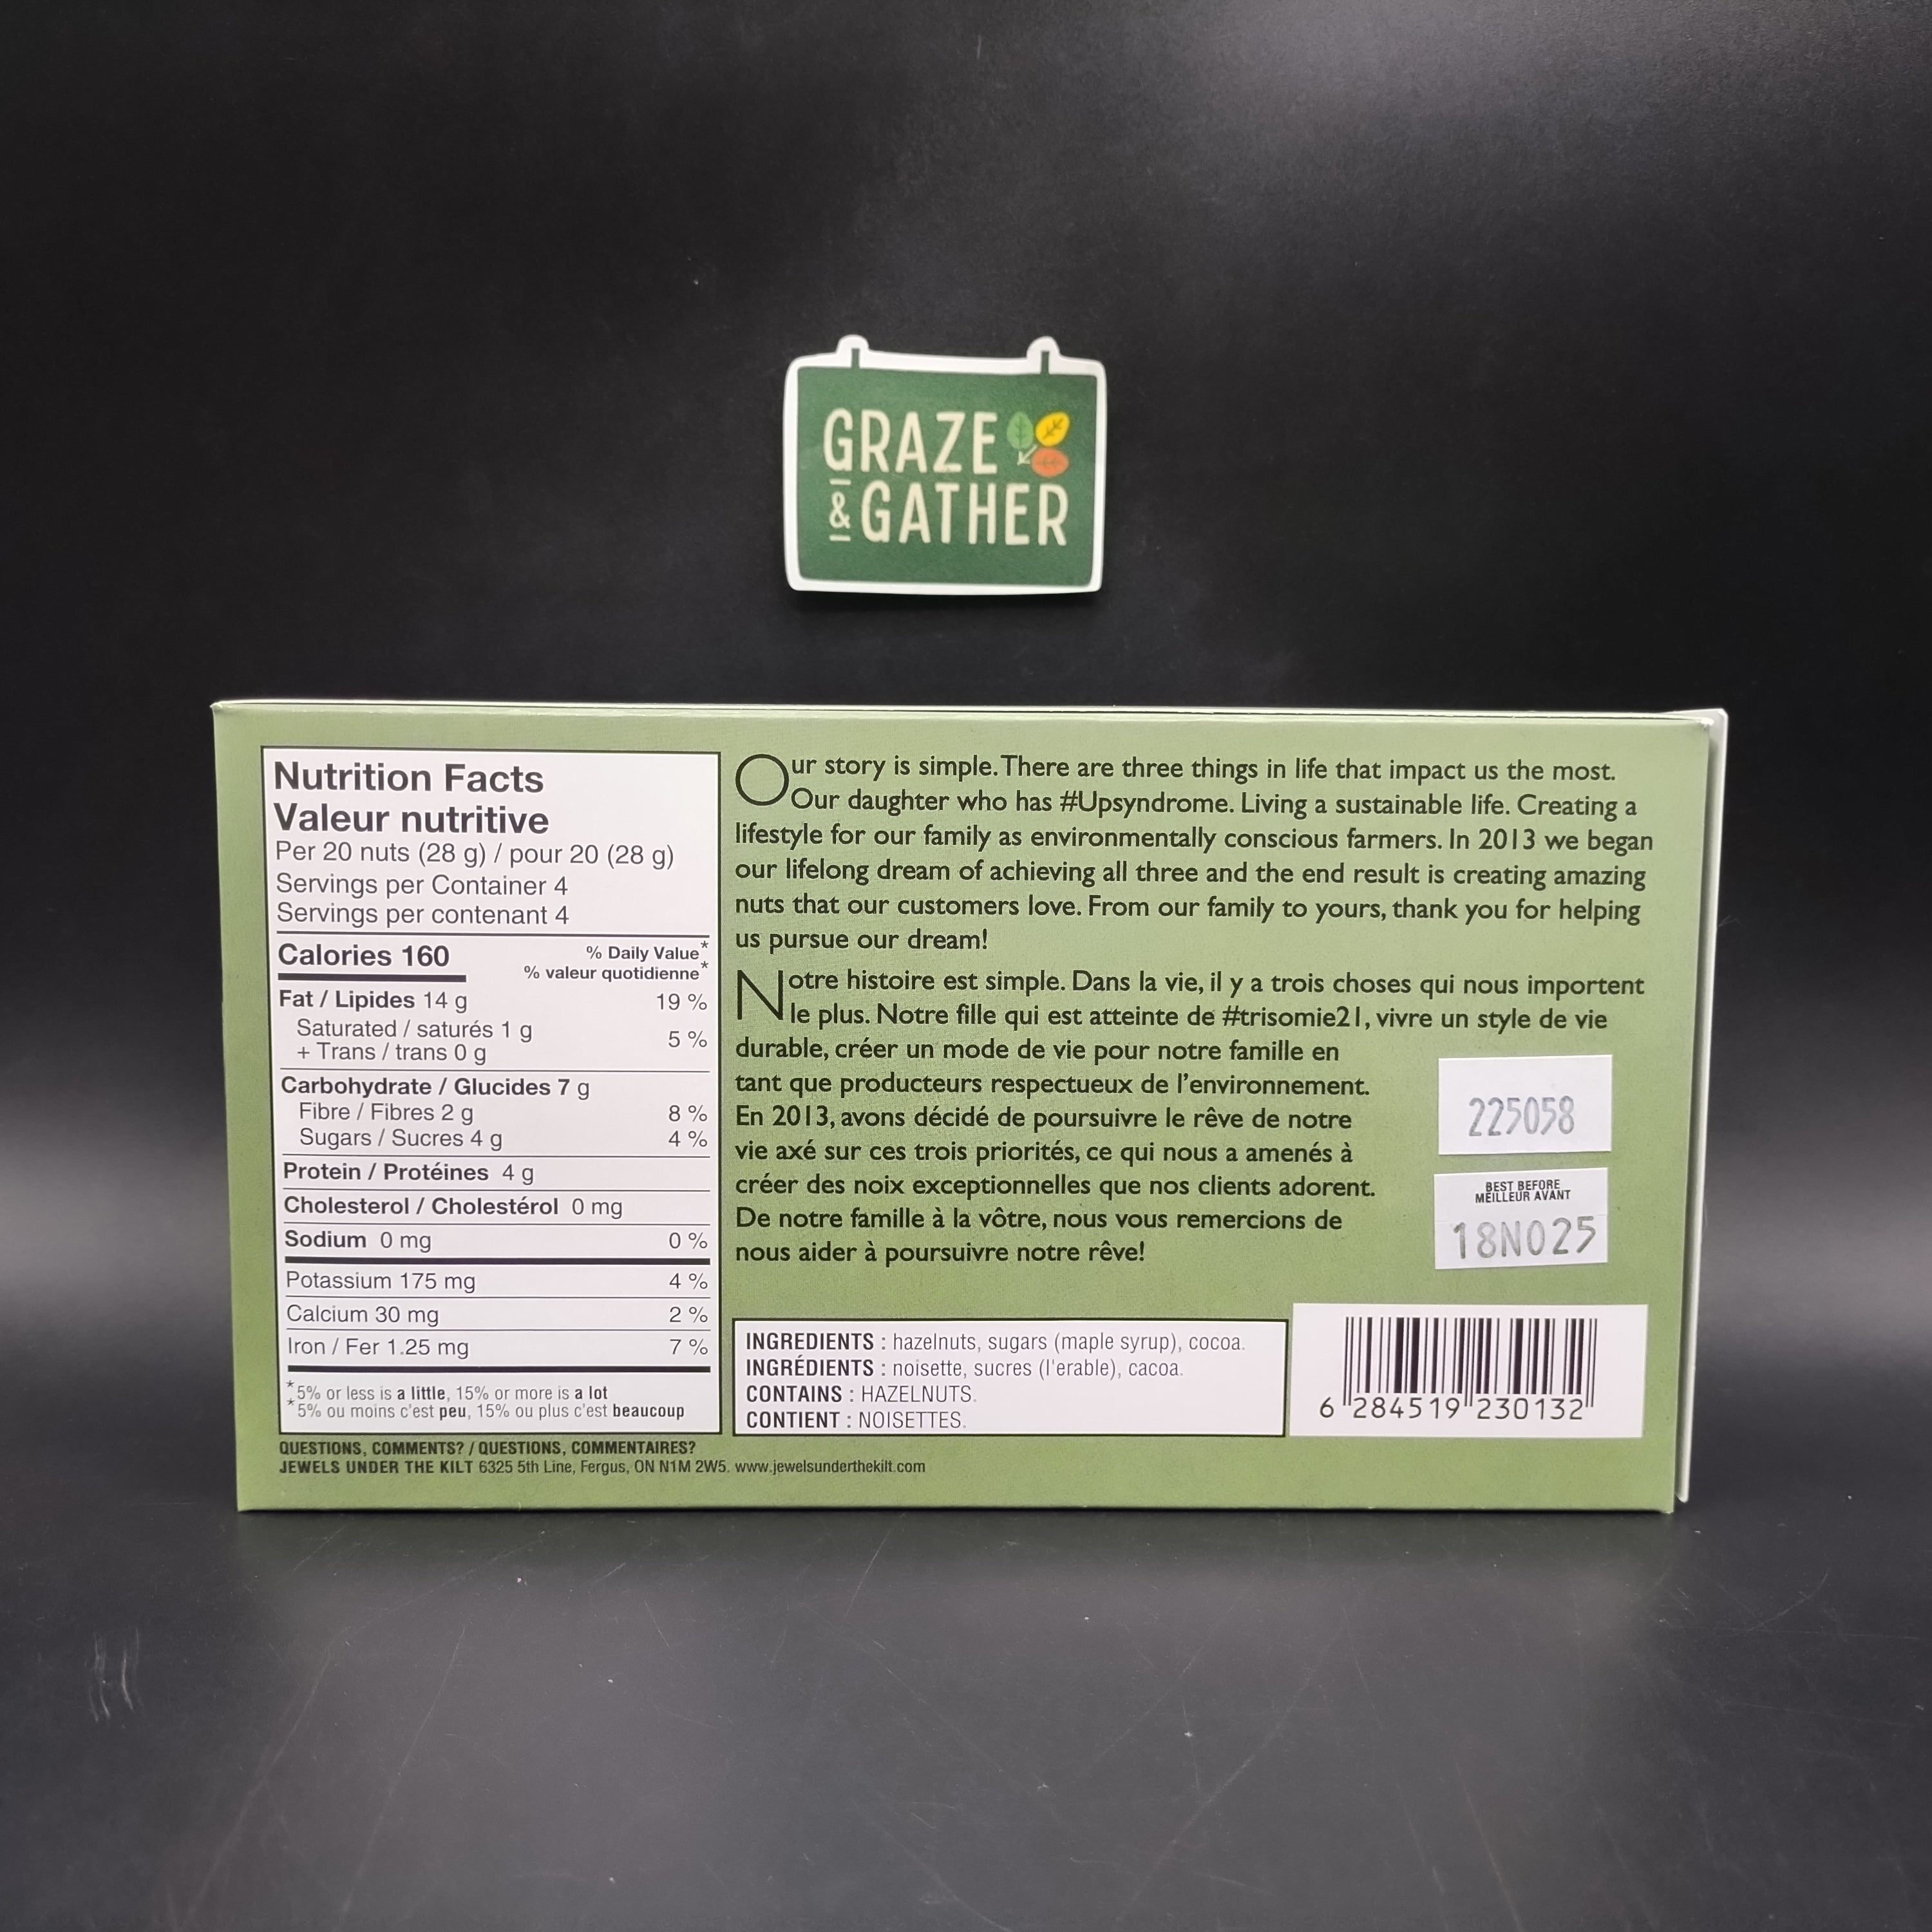 GRAZE
& GATHER
Nutrition Facts
Valeur nutritive
Per 20 nuts (28 g) / pour 20 (28 g)
Servings per Container 4
Servings per contenant 4
Calories 160
% Daily Value*
% valeur quotidienne*
Fat / Lipides 14 g 19 %
Saturated / saturés 1 g
+ Trans / trans 0 g 5 %
Carbohydrate / Glucides 7 g
Fibre / Fibres 2 g 8 %
Sugars / Sucres 4 g 4 %
Protein / Protéines 4 g
Cholesterol / Cholestérol 0 mg
Sodium 0 mg 0 %
Potassium 175 mg 4 %
Calcium 30 mg 2 %
Iron / Fer 1.25 mg 7 %
*5% or less is a little, 15% or more is a lot
*5% ou moins c'est peu, 15% ou plus c'est beaucoup
QUESTIONS, COMMENTS? / QUESTIONS, COMMENTAIRES?
JEWELS UNDER THE KILT 6325 5th Line, Fergus, ON N1M 2W5. www.jewelsunderthekilt.com
Our story is simple. There are three things in life that impact us the most.
Our daughter who has #Upsyndrome. Living a sustainable life. Creating a
lifestyle for our family as environmentally conscious farmers. In 2013 we began
our lifelong dream of achieving all three and the end result is creating amazing
nuts that our customers love. From our family to yours, thank you for helping
us pursue our dream!
Notre histoire est simple. Dans la vie, il y a trois choses qui nous importent
le plus. Notre fille qui est atteinte de #trisomie21, vivre un style de vie
durable, créer un mode de vie pour notre famille en
tant que producteurs respectueux de l'environnement.
En 2013, avons décidé de poursuivre le rêve de notre
vie axé sur ces trois priorités, ce qui nous a amenés à
créer des noix exceptionnelles que nos clients adorent.
De notre famille à la vôtre, nous vous remercions de
nous aider à poursuivre notre rêve!
225058
BEST BEFORE
MEILLEUR AVANT
18NO25
INGREDIENTS : hazelnuts, sugars (maple syrup), cocoa.
INGRÉDIENTS : noisette, sucres (l'erable), cacoa.
CONTAINS : HAZELNUTS.
CONTIENT : NOISETTES.
6 284519 230132